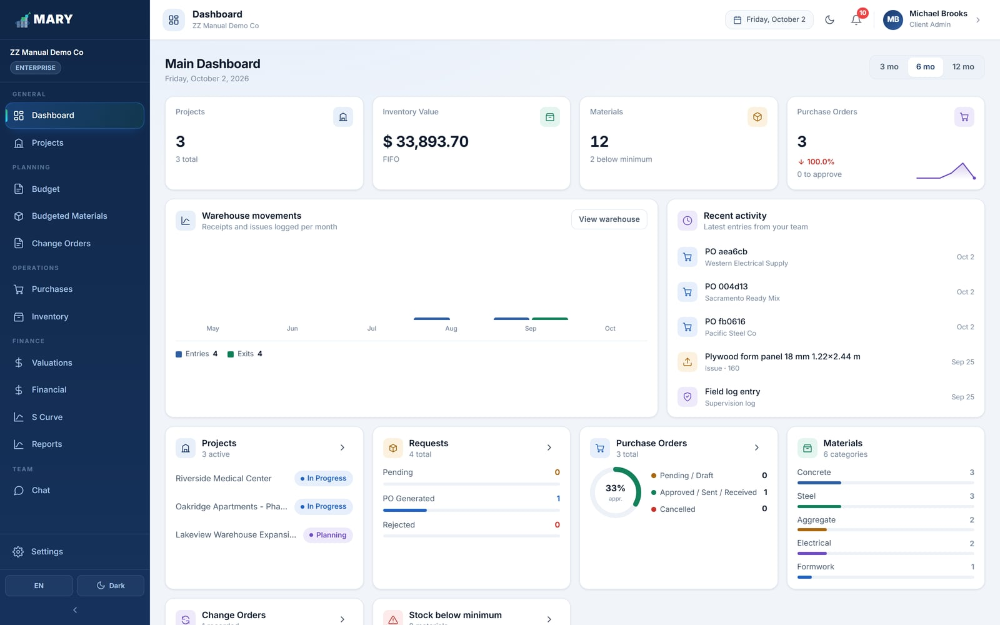 MARY
ZZ Manual Demo Co
ENTERPRISE
GENERAL
Dashboard
Projects
PLANNING
Budget
Budgeted Materials
Change Orders
OPERATIONS
Purchases
Inventory
FINANCE
Valuations
Financial
S Curve
Reports
TEAM
Chat
Settings
EN
Dark
Dashboard
ZZ Manual Demo Co
Friday, October 2
10
MB
Michael Brooks
Client Admin
Main Dashboard
Friday, October 2, 2026
3 mo
6 mo
12 mo
Projects
3
3 total
Inventory Value
$ 33,893.70
FIFO
Materials
12
2 below minimum
Purchase Orders
3
↓ 100.0%
0 to approve
Warehouse movements
Receipts and issues logged per month
View warehouse
May Jun Jul Aug Sep Oct
Entries 4 Exits 4
Recent activity
Latest entries from your team
PO aea6cb
Western Electrical Supply
Oct 2
PO 004d13
Sacramento Ready Mix
Oct 2
PO fb0616
Pacific Steel Co
Oct 2
Plywood form panel 18 mm 1.22×2.44 m
Issue · 160
Sep 25
Field log entry
Supervision log
Sep 25
Projects
3 active
Riverside Medical Center In Progress
Oakridge Apartments - Pha... In Progress
Lakeview Warehouse Expansi... Planning
Requests
4 total
Pending 0
PO Generated 1
Rejected 0
Purchase Orders
3 total
33%
appr.
Pending / Draft 0
Approved / Sent / Received 1
Cancelled 0
Materials
6 categories
Concrete 3
Steel 3
Aggregate 2
Electrical 2
Formwork 1
Change Orders
Stock below minimum